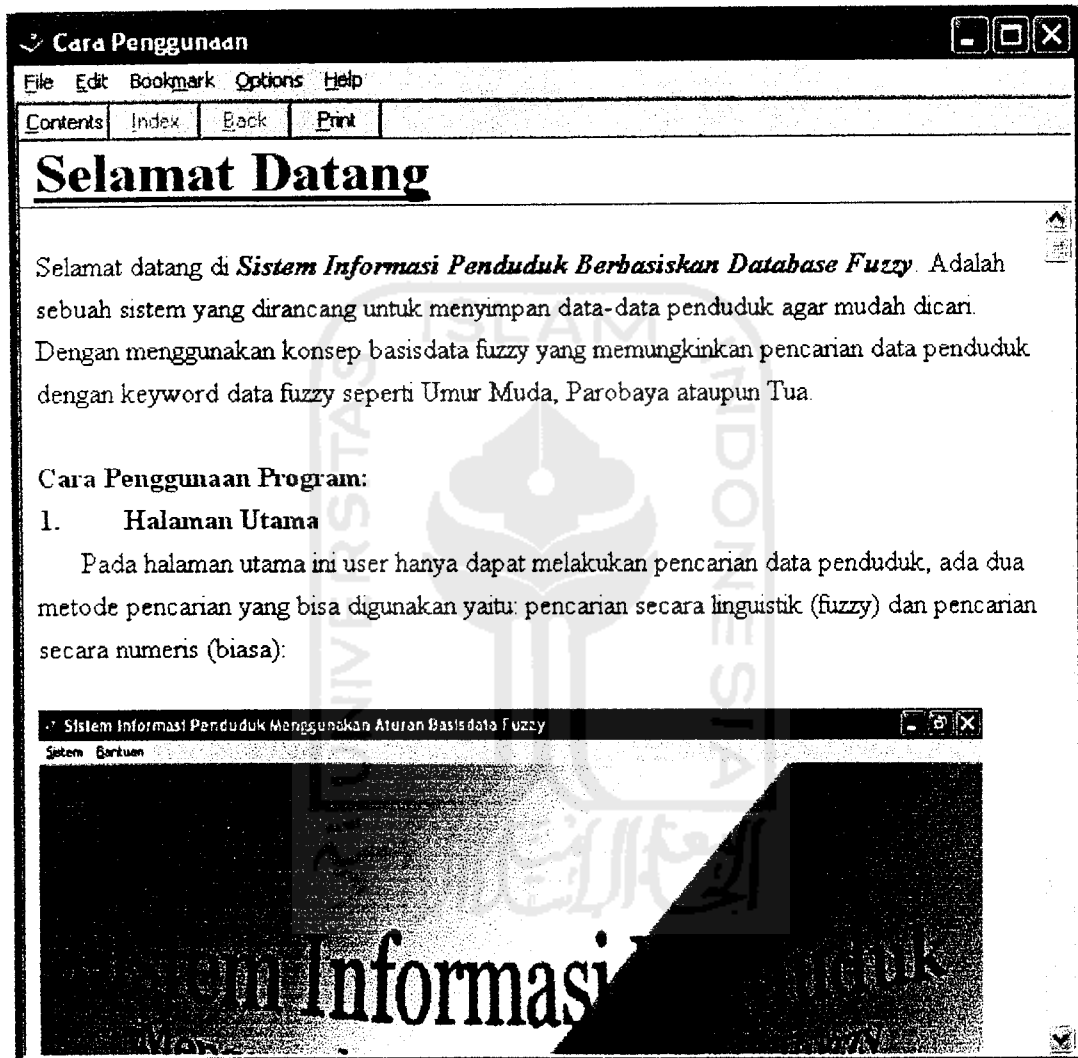 Cara Penggunaan
File Edit Bookmark Options Help
Contents Index Back Print
Selamat Datang
Selamat datang di Sistem Informasi Penduduk Berbasiskan Database Fuzzy. Adalah
sebuah sistem yang dirancang untuk menyimpan data-data penduduk agar mudah dicari.
Dengan menggunakan konsep basisdata fuzzy yang memungkinkan pencarian data penduduk
dengan keyword data fuzzy seperti Umur Muda, Parobaya ataupun Tua.
Cara Penggunaan Program:
1. Halaman Utama
Pada halaman utama ini user hanya dapat melakukan pencarian data penduduk, ada dua
metode pencarian yang bisa digunakan yaitu: pencarian secara linguistik (fuzzy) dan pencarian
secara numeris (biasa):
Sistem Informasi Penduduk Menggunakan Aturan Basisdata Fuzzy
Sistem Bantuan
Sistem Informasi Penduduk
UNIVERSITAS
ISLAM
INDONESIA